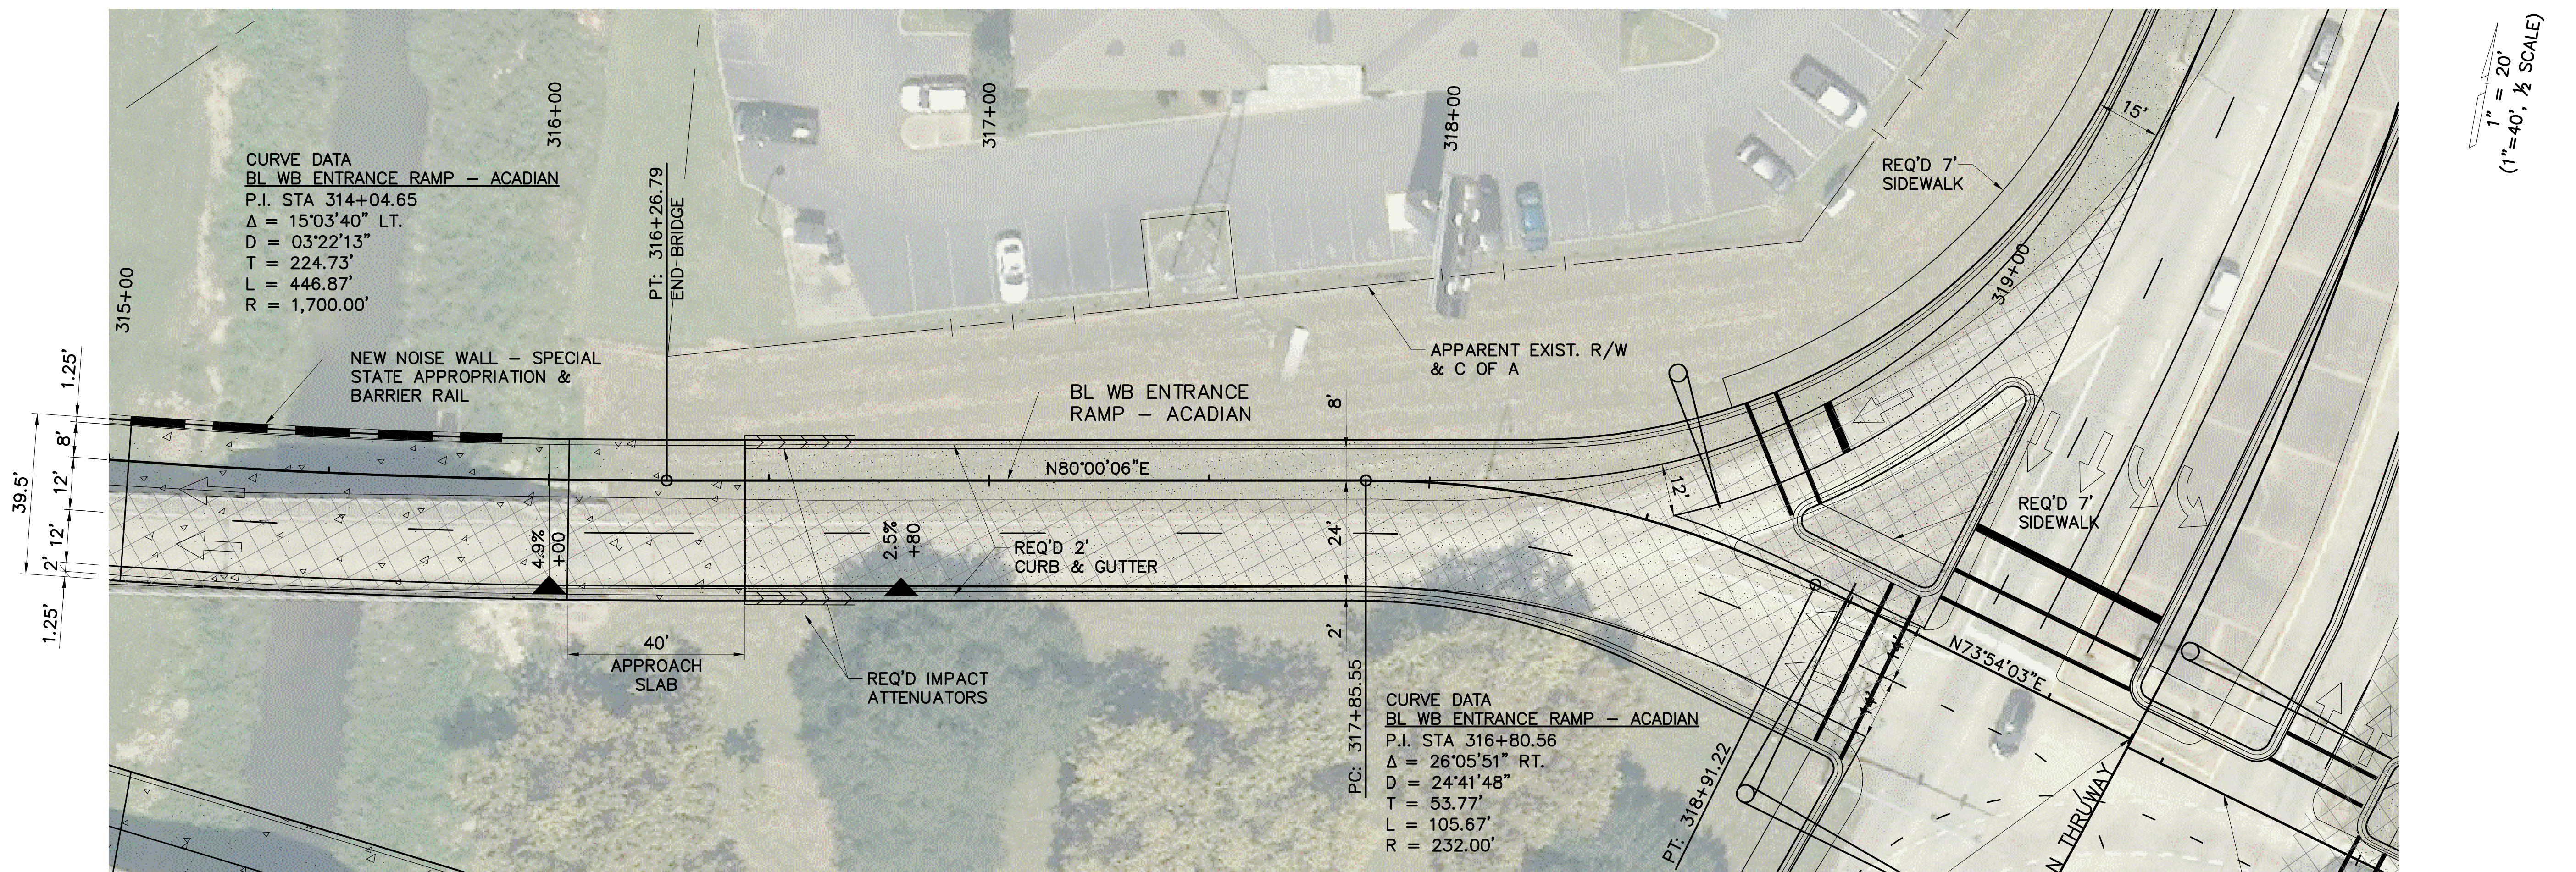 1" = 20'
(1"=40', ½ SCALE)
315+00
316+00
317+00
318+00
319+00
CURVE DATA
BL WB ENTRANCE RAMP – ACADIAN
P.I. STA 314+04.65
Δ = 15°03'40" LT.
D = 03°22'13"
T = 224.73'
L = 446.87'
R = 1,700.00'
PT: 316+26.79
END BRIDGE
REQ'D 7'
SIDEWALK
15'
NEW NOISE WALL – SPECIAL
STATE APPROPRIATION &
BARRIER RAIL
APPARENT EXIST. R/W
& C OF A
BL WB ENTRANCE
RAMP – ACADIAN
N80°00'06"E
1.25'
8'
12'
12'
2'
1.25'
39.5'
4.9%
+00
2.5%
+80
REQ'D 2'
CURB & GUTTER
8'
24'
2'
12'
REQ'D 7'
SIDEWALK
40'
APPROACH
SLAB
REQ'D IMPACT
ATTENUATORS
PC: 317+85.55
CURVE DATA
BL WB ENTRANCE RAMP – ACADIAN
P.I. STA 316+80.56
Δ = 26°05'51" RT.
D = 24°41'48"
T = 53.77'
L = 105.67'
R = 232.00'
PT: 318+91.22
14'
14'
N73°54'03"E
N THRUWAY